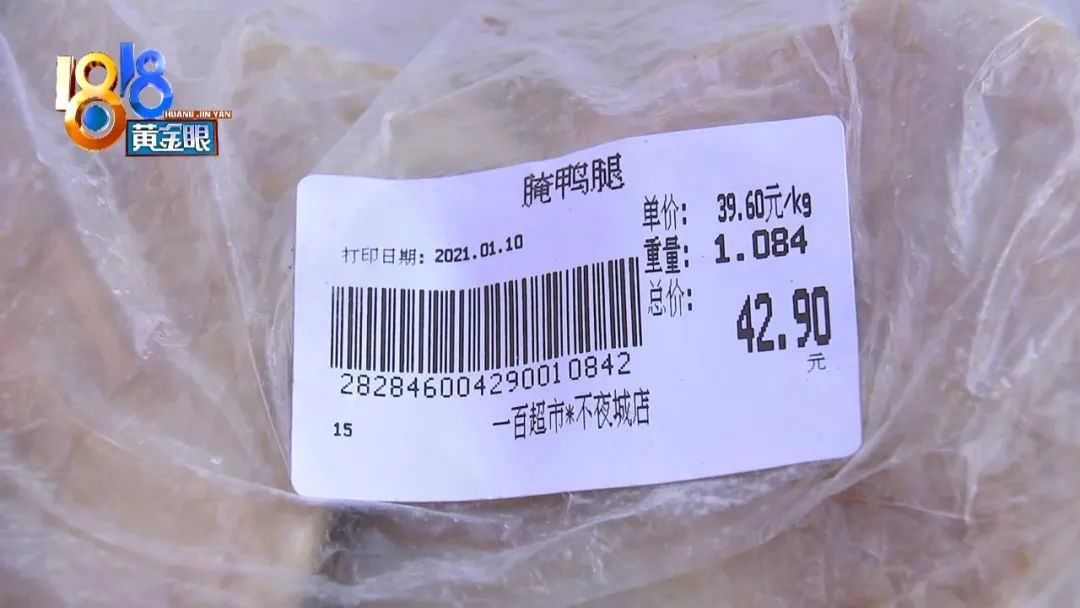 1818
HUANG JIN YAN
黄金眼
腌鸭腿
单价: 39.60元/kg
打印日期: 2021.01.10
重量: 1.084
总价: 42.90
元
282846004290010842
一百超市*不夜城店
15